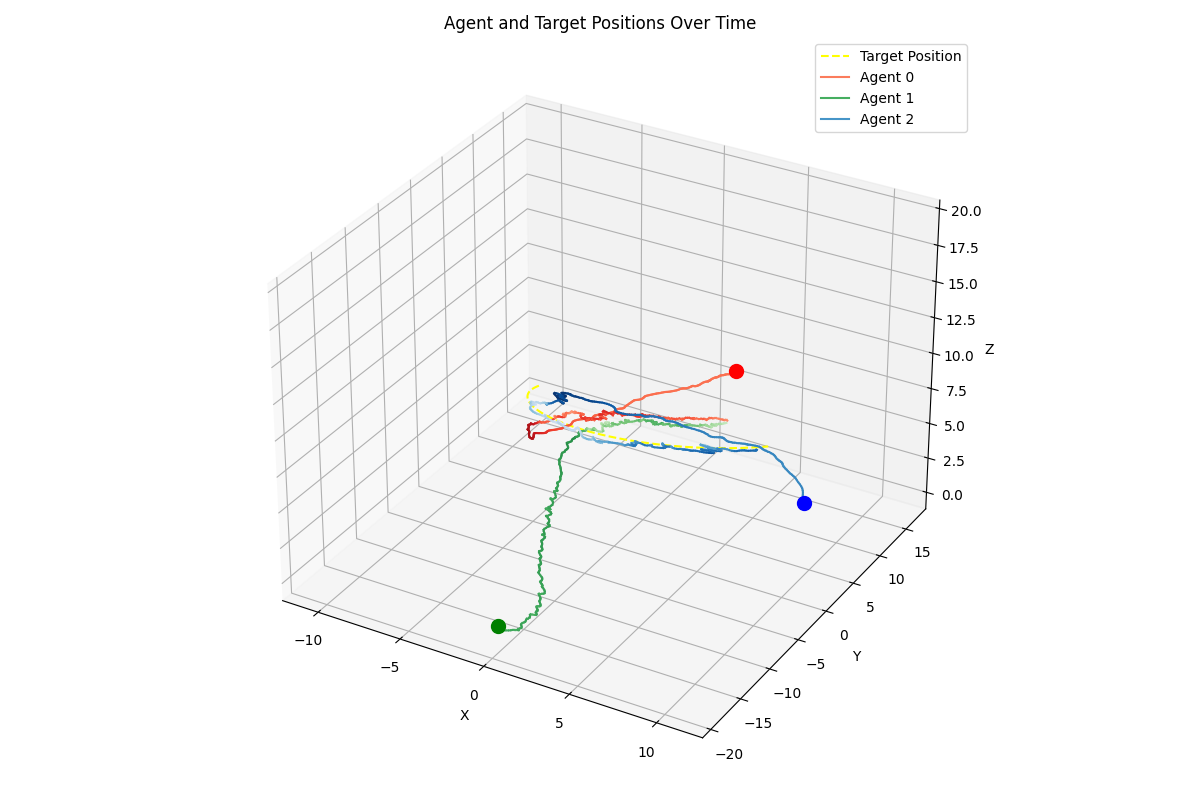 Agent and Target Positions Over Time
Target Position
Agent 0
Agent 1
Agent 2
20.0
17.5
15.0
12.5
10.0
7.5
5.0
2.5
0.0
Z
15
10
5
0
−5
−10
−15
−20
Y
−10
−5
0
5
10
X